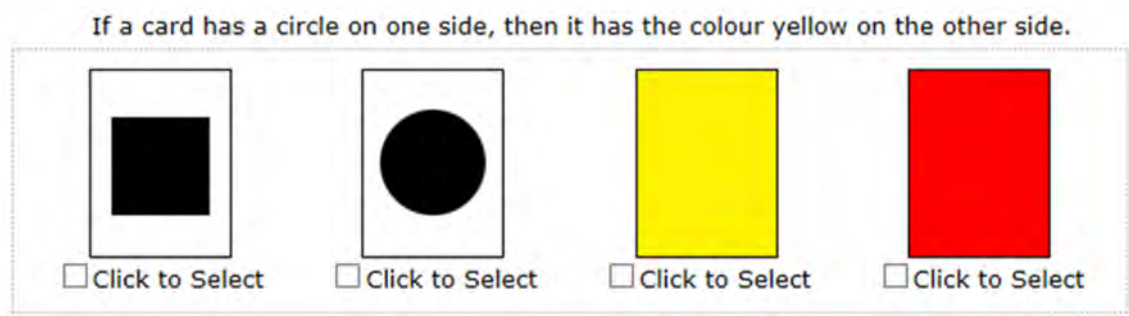 If a card has a circle on one side, then it has the colour yellow on the other side.
Click to Select Click to Select Click to Select Click to Select